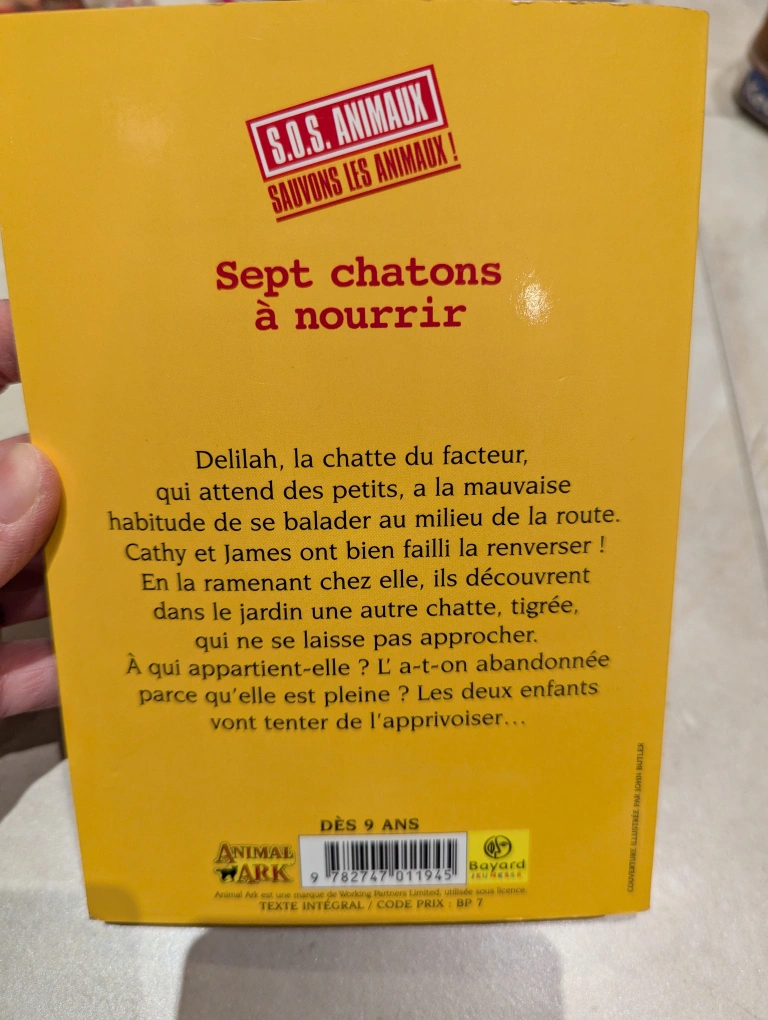 S.O.S. ANIMAUX
SAUVONS LES ANIMAUX !
Sept chatons
à nourrir
Delilah, la chatte du facteur,
qui attend des petits, a la mauvaise
habitude de se balader au milieu de la route.
Cathy et James ont bien failli la renverser !
En la ramenant chez elle, ils découvrent
dans le jardin une autre chatte, tigrée,
qui ne se laisse pas approcher.
À qui appartient-elle ? L' a-t-on abandonnée
parce qu'elle est pleine ? Les deux enfants
vont tenter de l'apprivoiser...
COUVERTURE ILLUSTRÉE PAR JOHN BUTLER
DÈS 9 ANS
ANIMAL
ARK
9 782747 011945
Bayard
JEUNESSE
Animal Ark est une marque de Working Partners Limited, utilisée sous licence.
TEXTE INTÉGRAL / CODE PRIX : BP 7